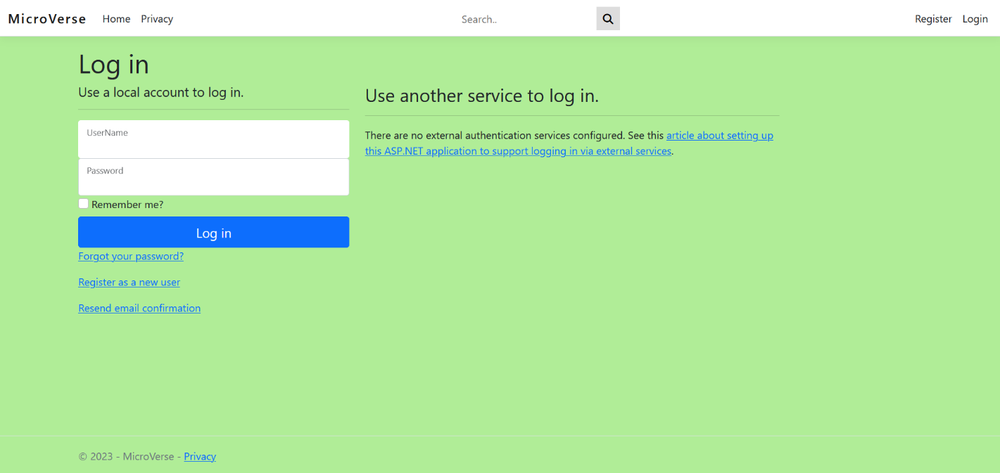 MicroVerse Home Privacy Search.. Register Login
Log in
Use a local account to log in.
UserName
Password
Remember me?
Log in
Forgot your password?
Register as a new user
Resend email confirmation
Use another service to log in.
There are no external authentication services configured. See this article about setting up
this ASP.NET application to support logging in via external services.
© 2023 - MicroVerse - Privacy